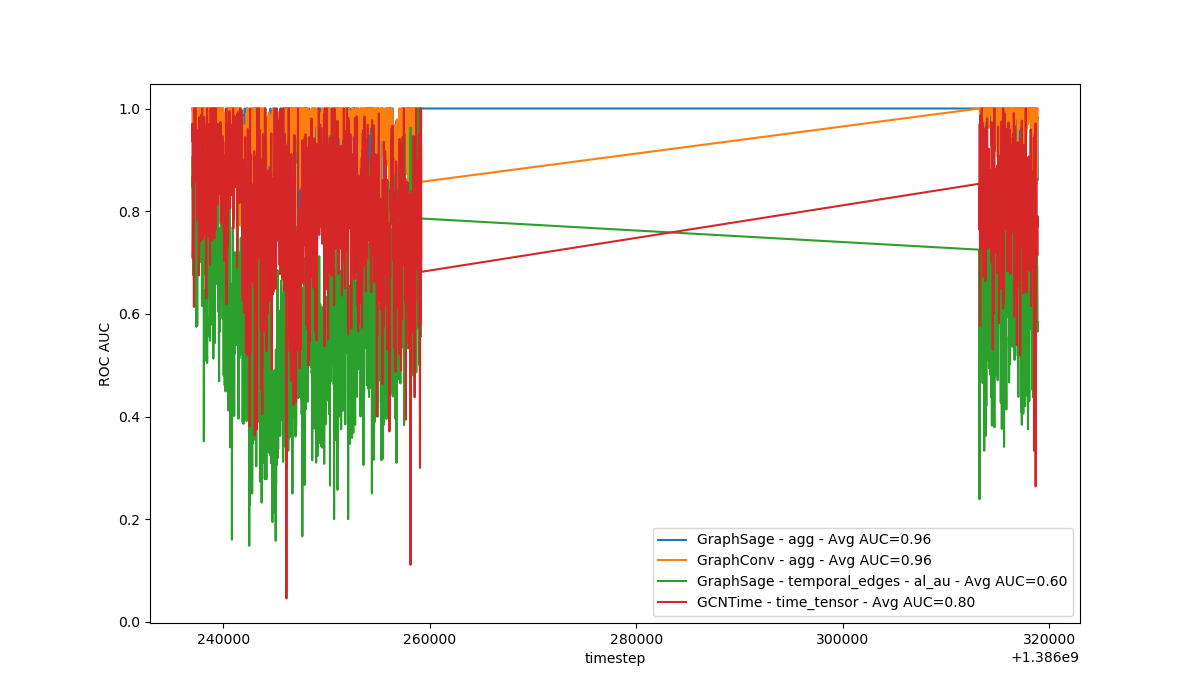 1.0
0.8
0.6
0.4
0.2
0.0
ROC AUC
GraphSage - agg - Avg AUC=0.96
GraphConv - agg - Avg AUC=0.96
GraphSage - temporal_edges - al_au - Avg AUC=0.60
GCNTime - time_tensor - Avg AUC=0.80
240000 260000 280000 300000 320000
timestep
+1.386e9